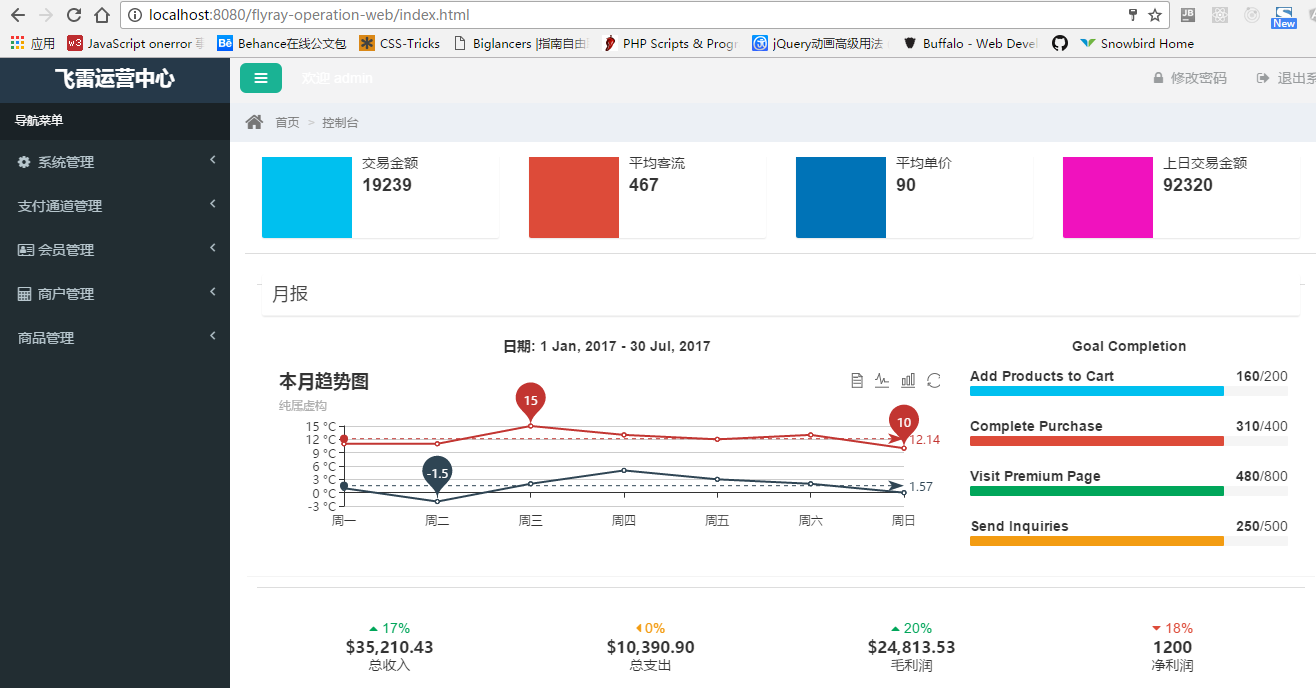 localhost:8080/flyray-operation-web/index.html
JB
New
应用
w3 JavaScript onerror
Bē Behance在线公文包
CSS-Tricks
Biglancers |指南自由
PHP Scripts & Progr
jQuery动画高级用法
Buffalo - Web Devel
Snowbird Home
飞雷运营中心
欢迎 admin
修改密码
退出系
导航菜单
首页 > 控制台
系统管理
支付通道管理
会员管理
商户管理
商品管理
交易金额
19239
平均客流
467
平均单价
90
上日交易金额
92320
月报
日期: 1 Jan, 2017 - 30 Jul, 2017
本月趋势图
纯属虚构
15 °C
12 °C
9 °C
6 °C
3 °C
0 °C
-3 °C
15
10
12.14
-1.5
1.57
周一 周二 周三 周四 周五 周六 周日
Goal Completion
Add Products to Cart 160/200
Complete Purchase 310/400
Visit Premium Page 480/800
Send Inquiries 250/500
17%
$35,210.43
总收入
0%
$10,390.90
总支出
20%
$24,813.53
毛利润
18%
1200
净利润